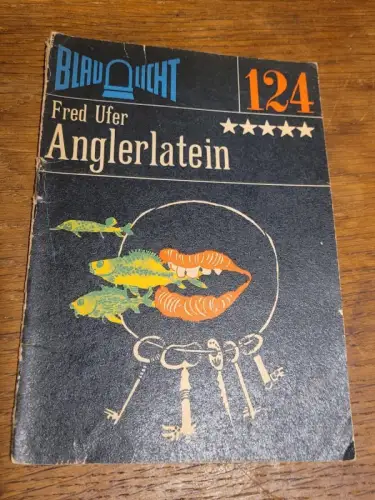 BLAULICHT
124
Fred Ufer
Anglerlatein